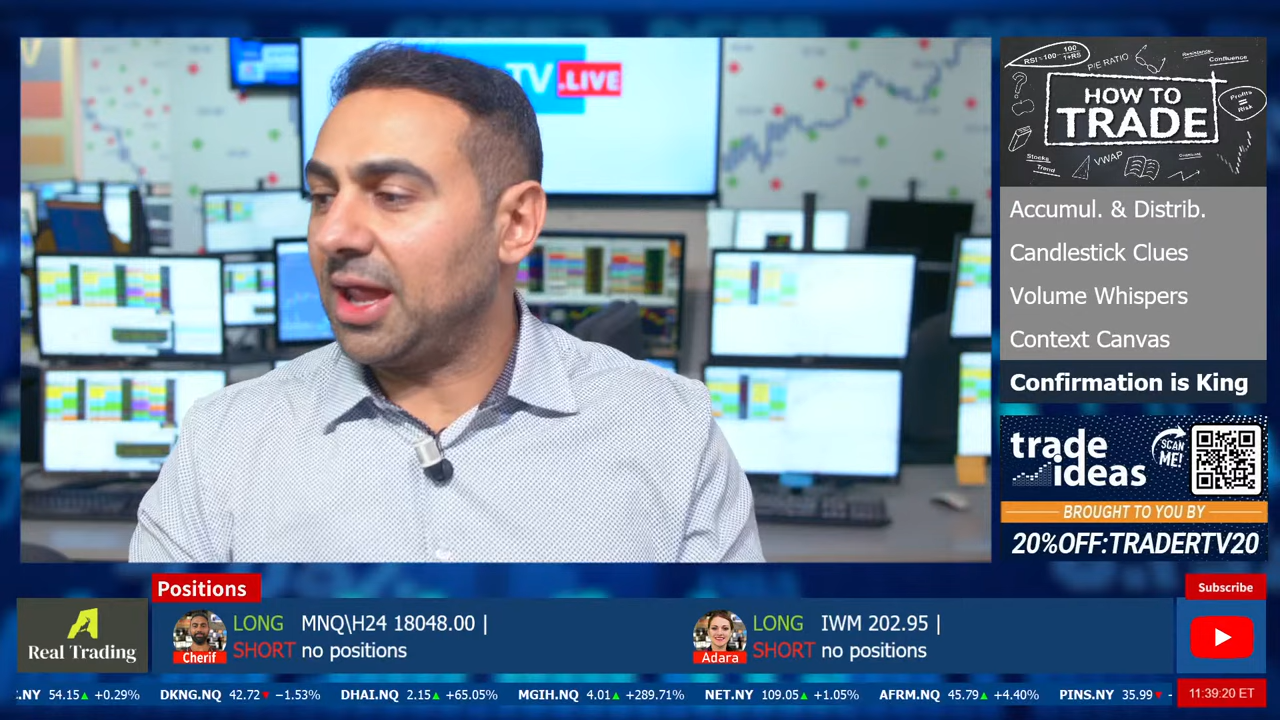 TV.LIVE
RSI=100-
100
1+RS
P/E RATIO
Resistance
Confluence
HOW TO
TRADE
Profits
=
Risk
Stocks
Trend
VWAP
Accumul. & Distrib.
Candlestick Clues
Volume Whispers
Context Canvas
Confirmation is King
trade
ideas
SCAN
ME!
BROUGHT TO YOU BY
20%OFF:TRADERTV20
Positions
Subscribe
Real Trading
Cherif
LONG MNQ\H24 18048.00 |
SHORT no positions
Adara
LONG IWM 202.95 |
SHORT no positions
.NY 54.15▲ +0.29% DKNG.NQ 42.72▼ −1.53% DHAI.NQ 2.15▲ +65.05% MGIH.NQ 4.01▲ +289.71% NET.NY 109.05▲ +1.05% AFRM.NQ 45.79▲ +4.40% PINS.NY 35.99▼ −
11:39:20 ET